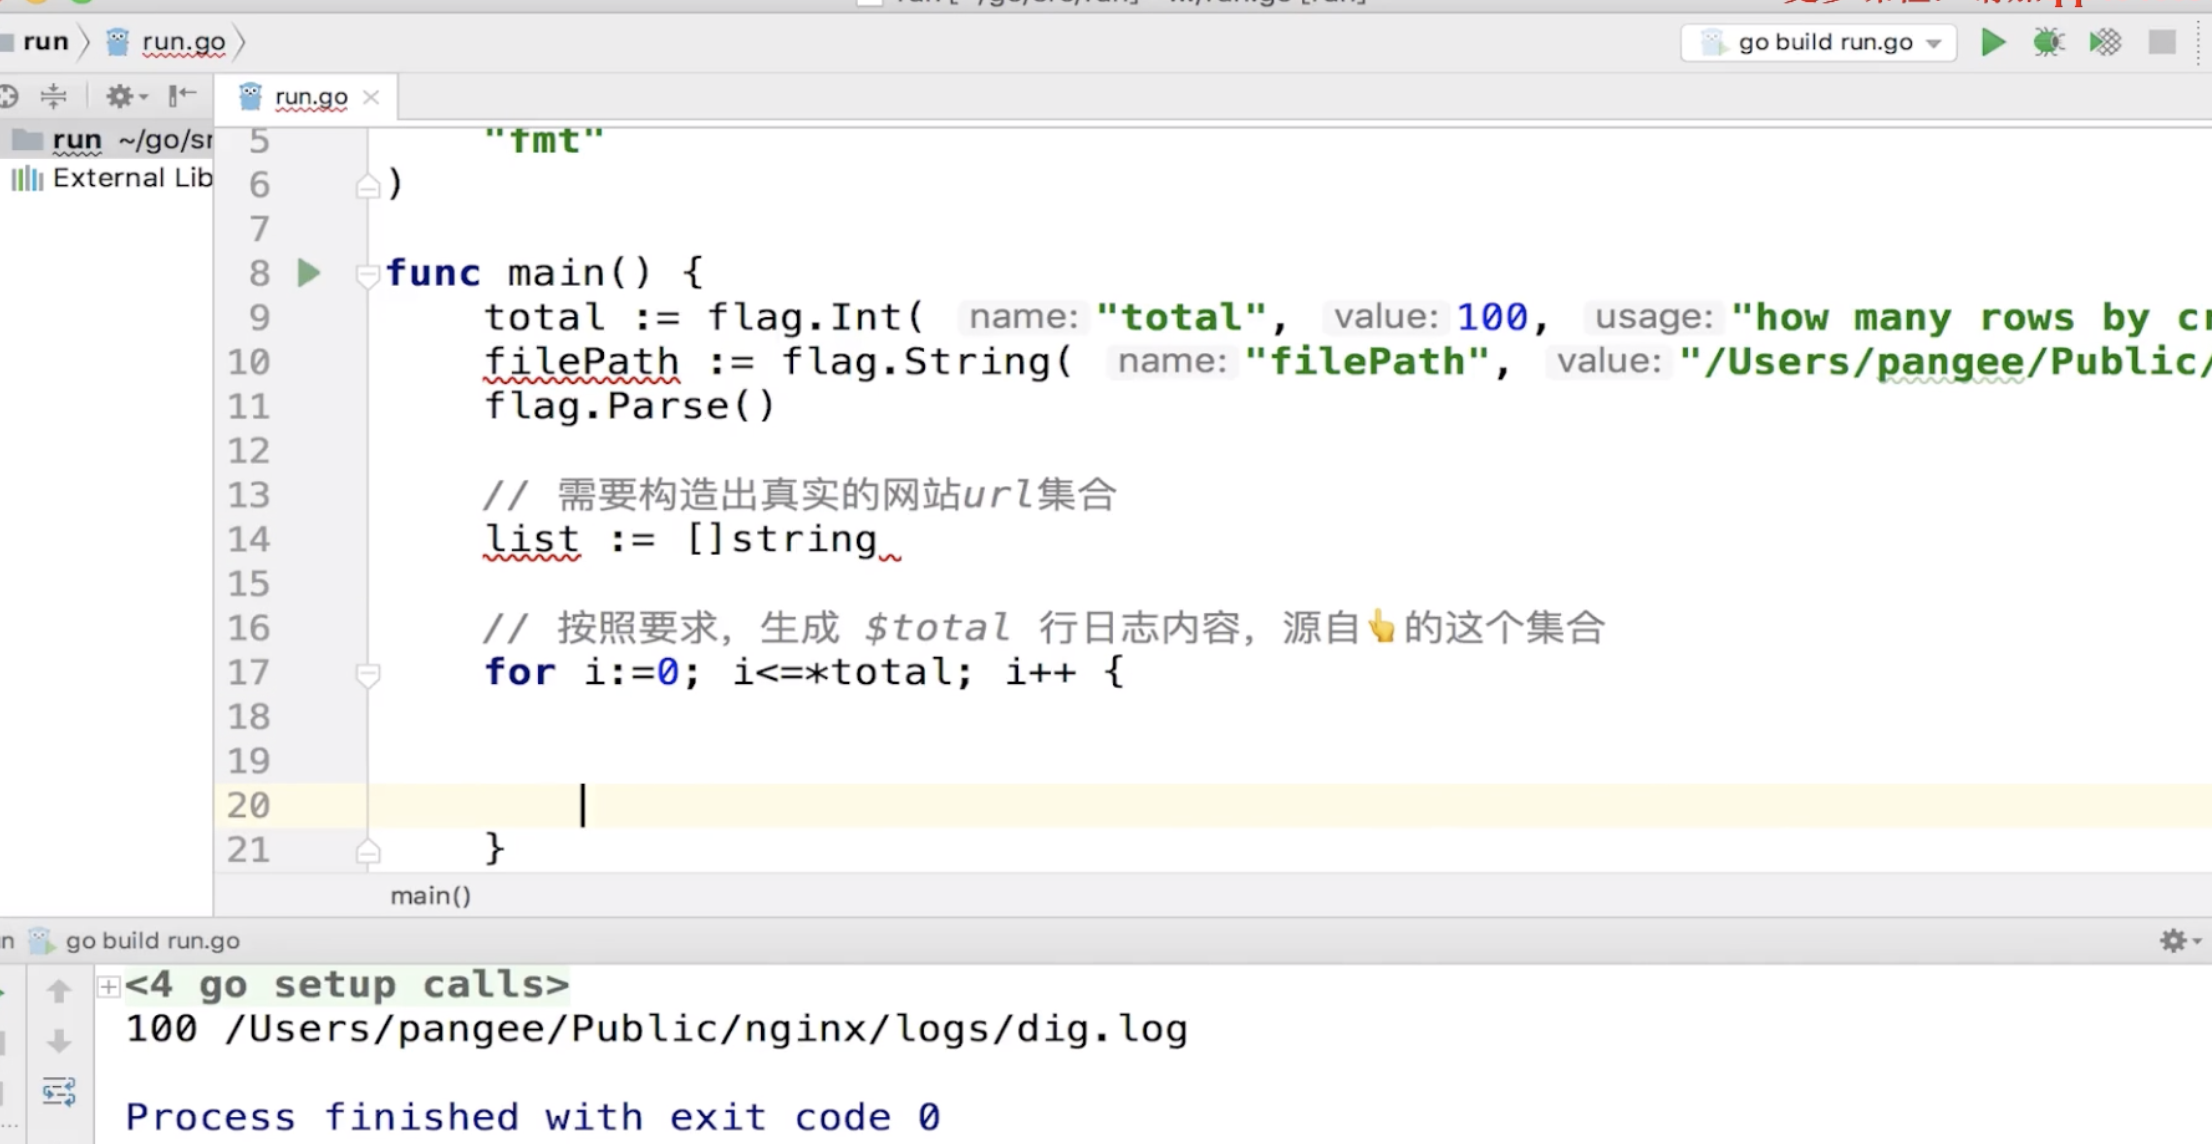 run run.go go build run.go
run.go
run ~/go/sr
External Lib
5 "fmt"
6 )
7
8 func main() {
9 total := flag.Int( name: "total", value: 100, usage: "how many rows by cr
10 filePath := flag.String( name: "filePath", value: "/Users/pangee/Public/
11 flag.Parse()
12
13 // 需要构造出真实的网站url集合
14 list := []string
15
16 // 按照要求，生成 $total 行日志内容，源自👆的这个集合
17 for i:=0; i<=*total; i++ {
18
19
20
21 }
main()
n go build run.go
<4 go setup calls>
100 /Users/pangee/Public/nginx/logs/dig.log
Process finished with exit code 0